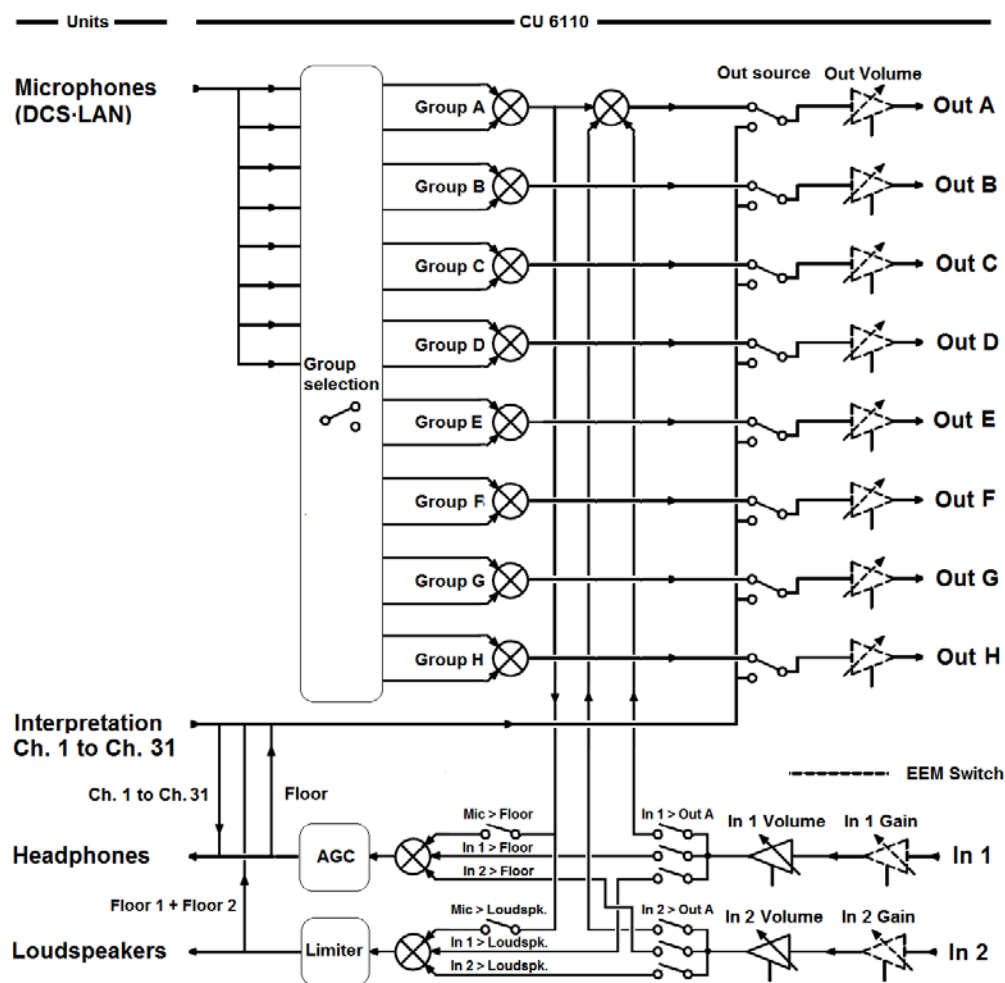 Units
CU 6110
Microphones
(DCS·LAN)
Out source
Out Volume
Group A
Out A
Group B
Out B
Group C
Out C
Group D
Out D
Group
selection
Group E
Out E
Group F
Out F
Group G
Out G
Group H
Out H
Interpretation
Ch. 1 to Ch. 31
EEM Switch
Ch. 1 to Ch.31
Floor
Mic > Floor
In 1 > Out A
In 1 Volume
In 1 Gain
Headphones
AGC
In 1 > Floor
In 1
In 2 > Floor
Floor 1 + Floor 2
Mic > Loudspk.
In 2 > Out A
In 2 Volume
In 2 Gain
Loudspeakers
Limiter
In 1 > Loudspk.
In 2
In 2 > Loudspk.